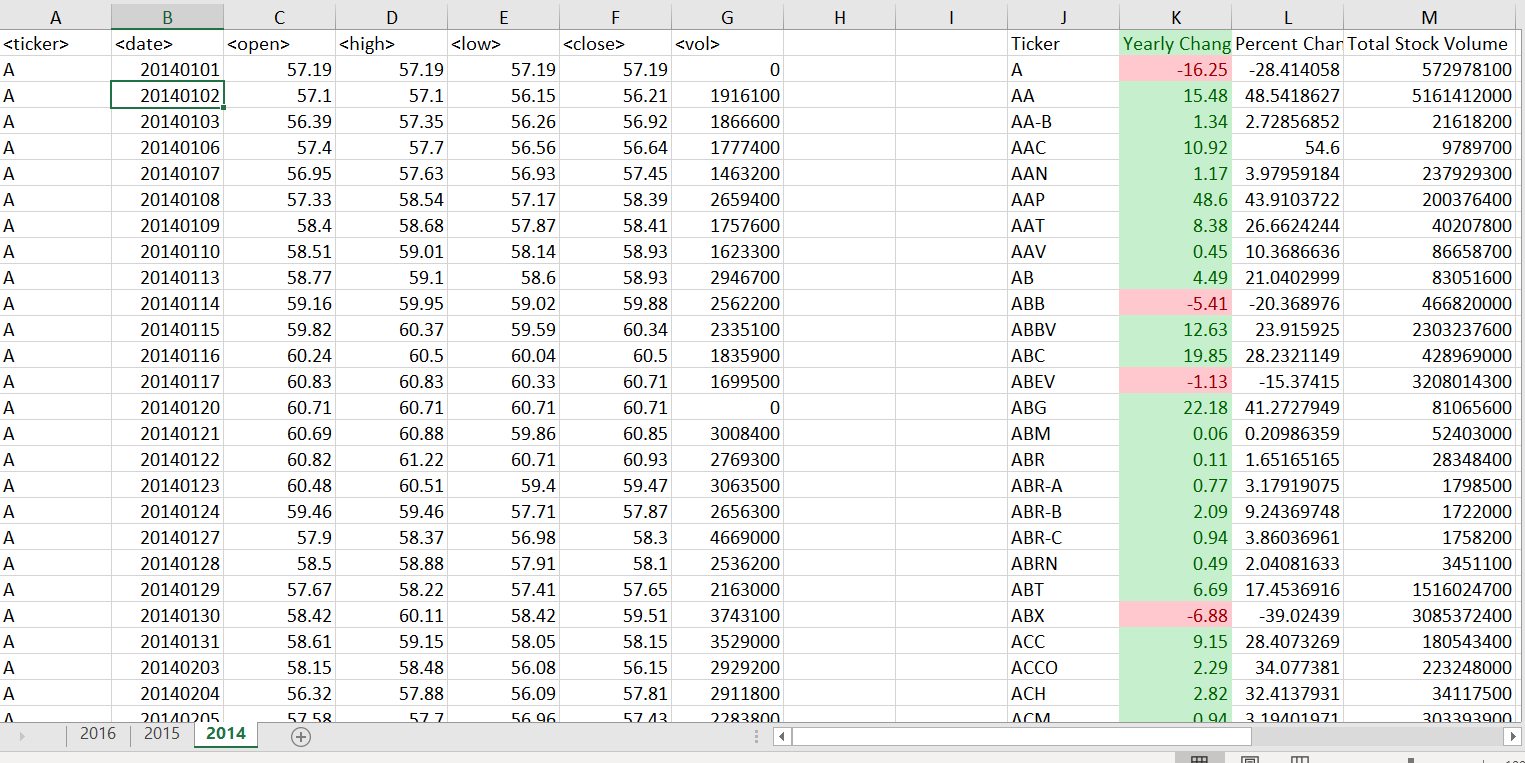 A B C D E F G H I J K L M
<ticker> <date> <open> <high> <low> <close> <vol> Ticker Yearly Chang Percent Chan Total Stock Volume
A 20140101 57.19 57.19 57.19 57.19 0 A -16.25 -28.414058 572978100
A 20140102 57.1 57.1 56.15 56.21 1916100 AA 15.48 48.5418627 5161412000
A 20140103 56.39 57.35 56.26 56.92 1866600 AA-B 1.34 2.72856852 21618200
A 20140106 57.4 57.7 56.56 56.64 1777400 AAC 10.92 54.6 9789700
A 20140107 56.95 57.63 56.93 57.45 1463200 AAN 1.17 3.97959184 237929300
A 20140108 57.33 58.54 57.17 58.39 2659400 AAP 48.6 43.9103722 200376400
A 20140109 58.4 58.68 57.87 58.41 1757600 AAT 8.38 26.6624244 40207800
A 20140110 58.51 59.01 58.14 58.93 1623300 AAV 0.45 10.3686636 86658700
A 20140113 58.77 59.1 58.6 58.93 2946700 AB 4.49 21.0402999 83051600
A 20140114 59.16 59.95 59.02 59.88 2562200 ABB -5.41 -20.368976 466820000
A 20140115 59.82 60.37 59.59 60.34 2335100 ABBV 12.63 23.915925 2303237600
A 20140116 60.24 60.5 60.04 60.5 1835900 ABC 19.85 28.2321149 428969000
A 20140117 60.83 60.83 60.33 60.71 1699500 ABEV -1.13 -15.37415 3208014300
A 20140120 60.71 60.71 60.71 60.71 0 ABG 22.18 41.2727949 81065600
A 20140121 60.69 60.88 59.86 60.85 3008400 ABM 0.06 0.20986359 52403000
A 20140122 60.82 61.22 60.71 60.93 2769300 ABR 0.11 1.65165165 28348400
A 20140123 60.48 60.51 59.4 59.47 3063500 ABR-A 0.77 3.17919075 1798500
A 20140124 59.46 59.46 57.71 57.87 2656300 ABR-B 2.09 9.24369748 1722000
A 20140127 57.9 58.37 56.98 58.3 4669000 ABR-C 0.94 3.86036961 1758200
A 20140128 58.5 58.88 57.91 58.1 2536200 ABRN 0.49 2.04081633 3451100
A 20140129 57.67 58.22 57.41 57.65 2163000 ABT 6.69 17.4536916 1516024700
A 20140130 58.42 60.11 58.42 59.51 3743100 ABX -6.88 -39.02439 3085372400
A 20140131 58.61 59.15 58.05 58.15 3529000 ACC 9.15 28.4073269 180543400
A 20140203 58.15 58.48 56.08 56.15 2929200 ACCO 2.29 34.077381 223248000
A 20140204 56.32 57.88 56.09 57.81 2911800 ACH 2.82 32.4137931 34117500
A 20140205 57.58 57.7 56.96 57.43 2283800 ACM 0.94 3.19401971 303393900
2016 2015 2014